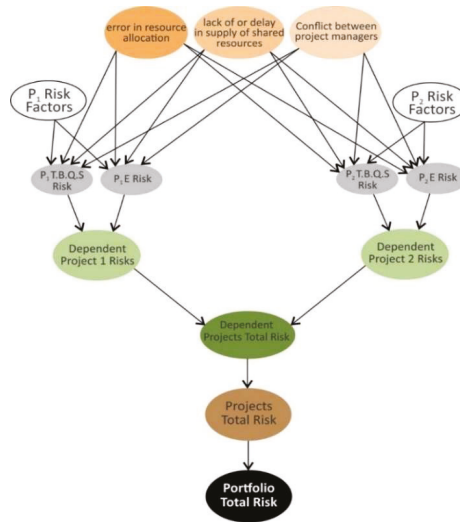 error in resource
allocation
lack of or delay
in supply of shared
resources
Conflict between
project managers
P1 Risk
Factors
P2 Risk
Factors
P1 T.B.Q.S
Risk
P1 E Risk
P2 T.B.Q.S
Risk
P2 E Risk
Dependent
Project 1 Risks
Dependent
Project 2 Risks
Dependent
Projects Total Risk
Projects
Total Risk
Portfolio
Total Risk